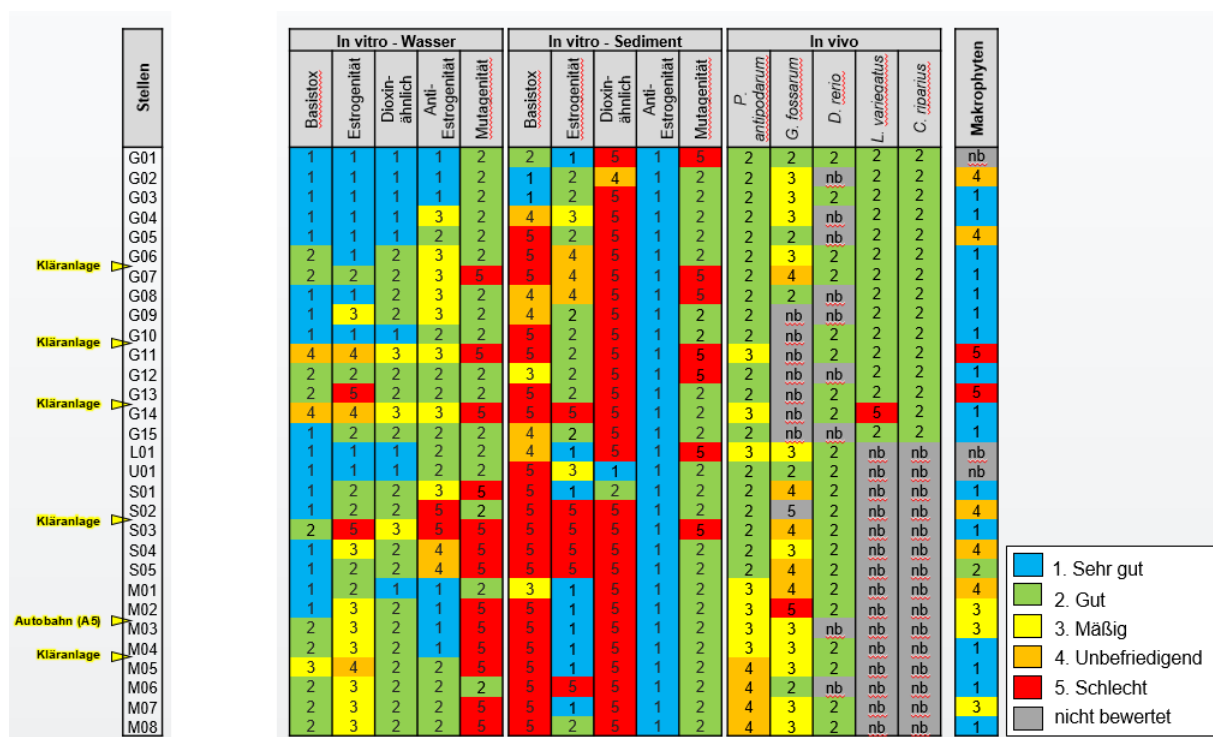 In vitro - Wasser In vitro - Sediment In vivo
Stellen Basistox Estrogenität Dioxin-ähnlich Anti-Estrogenität Mutagenität Basistox Estrogenität Dioxin-ähnlich Anti-Estrogenität Mutagenität P. antipodarum G. fossarum D. rerio L. variegatus C. riparius Makrophyten
G01 1 1 1 1 2 2 1 5 1 5 2 2 2 2 2 nb
G02 1 1 1 1 2 1 2 4 1 2 2 3 nb 2 2 4
G03 1 1 1 1 2 1 2 5 1 2 2 3 2 2 2 1
G04 1 1 1 3 2 4 3 5 1 2 2 3 nb 2 2 1
G05 1 1 1 2 2 5 2 5 1 2 2 2 nb 2 2 4
G06 2 1 2 3 2 5 4 5 1 2 2 3 2 2 2 1
Kläranlage
G07 2 2 2 3 5 5 4 5 1 5 2 4 2 2 2 1
G08 1 1 2 3 2 4 4 5 1 5 2 2 nb 2 2 1
G09 1 3 2 3 2 4 2 5 1 2 2 nb nb 2 2 1
G10 1 1 1 2 2 5 2 5 1 2 2 nb 2 2 2 1
Kläranlage
G11 4 4 3 3 5 5 2 5 1 5 3 nb 2 2 2 5
G12 2 2 2 2 2 3 2 5 1 5 2 nb nb 2 2 1
G13 2 5 2 2 2 5 2 5 1 2 2 nb 2 2 2 5
Kläranlage
G14 4 4 3 3 5 5 5 5 1 2 3 nb 2 5 2 1
G15 1 2 2 2 2 4 2 5 1 2 2 nb nb 2 2 1
L01 1 1 1 2 2 4 1 5 1 5 3 3 2 nb nb nb
U01 1 1 1 2 2 5 3 1 1 2 2 2 2 nb nb nb
S01 1 2 2 3 5 5 1 2 1 2 2 4 2 nb nb 1
S02 1 2 2 5 2 5 5 5 1 2 2 5 2 nb nb 4
Kläranlage
S03 2 5 3 5 5 5 5 5 1 5 2 4 2 nb nb 1
S04 1 3 2 4 5 5 5 5 1 2 2 3 2 nb nb 4
S05 1 2 2 4 5 5 5 5 1 2 2 4 2 nb nb 2
M01 1 2 1 1 2 3 1 5 1 2 3 4 2 nb nb 4
M02 1 3 2 1 5 5 1 5 1 2 3 5 2 nb nb 3
Autobahn (A5)
M03 2 3 2 1 5 5 1 5 1 2 3 3 nb nb nb 3
M04 2 3 2 1 5 5 1 5 1 2 3 3 2 nb nb 1
Kläranlage
M05 3 4 2 2 5 5 1 5 1 2 4 3 2 nb nb 1
M06 2 3 2 2 2 5 5 5 1 2 4 2 nb nb nb 1
M07 2 3 2 2 5 5 1 5 1 2 4 3 2 nb nb 3
M08 2 3 2 2 5 5 2 5 1 2 4 3 2 nb nb 1
1. Sehr gut
2. Gut
3. Mäßig
4. Unbefriedigend
5. Schlecht
nicht bewertet